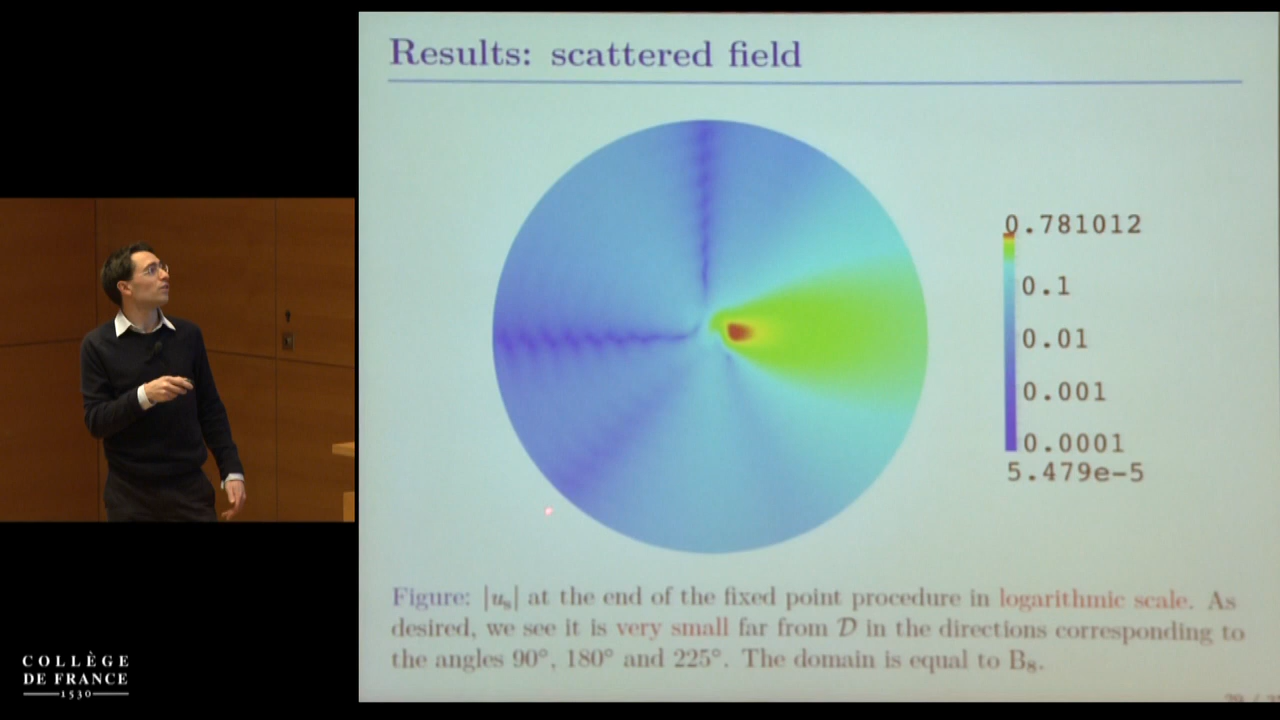 Results: scattered field
0.781012
0.1
0.01
0.001
0.0001
5.479e-5
Figure: |uₛ| at the end of the fixed point procedure in logarithmic scale. As
desired, we see it is very small far from 𝒟 in the directions corresponding to
the angles 90°, 180° and 225°. The domain is equal to B₈.
COLLÈGE
DE FRANCE
1530